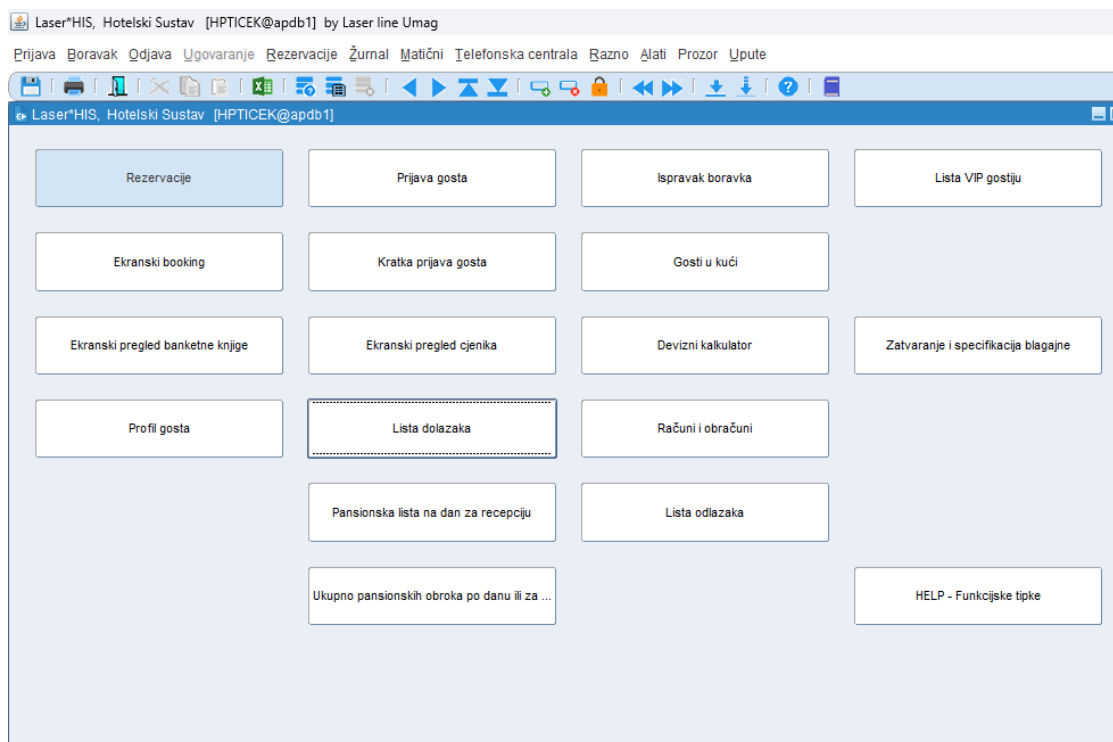 Laser*HIS, Hotelski Sustav [HPTICEK@apdb1] by Laser line Umag
Prijava Boravak Odjava Ugovaranje Rezervacije Žurnal Matični Telefonska centrala Razno Alati Prozor Upute
Laser*HIS, Hotelski Sustav [HPTICEK@apdb1]
Rezervacije Prijava gosta Ispravak boravka Lista VIP gostiju
Ekranski booking Kratka prijava gosta Gosti u kući
Ekranski pregled banketne knjige Ekranski pregled cjenika Devizni kalkulator Zatvaranje i specifikacija blagajne
Profil gosta Lista dolazaka Računi i obračuni
Pansionska lista na dan za recepciju Lista odlazaka
Ukupno pansionskih obroka po danu ili za ... HELP - Funkcijske tipke